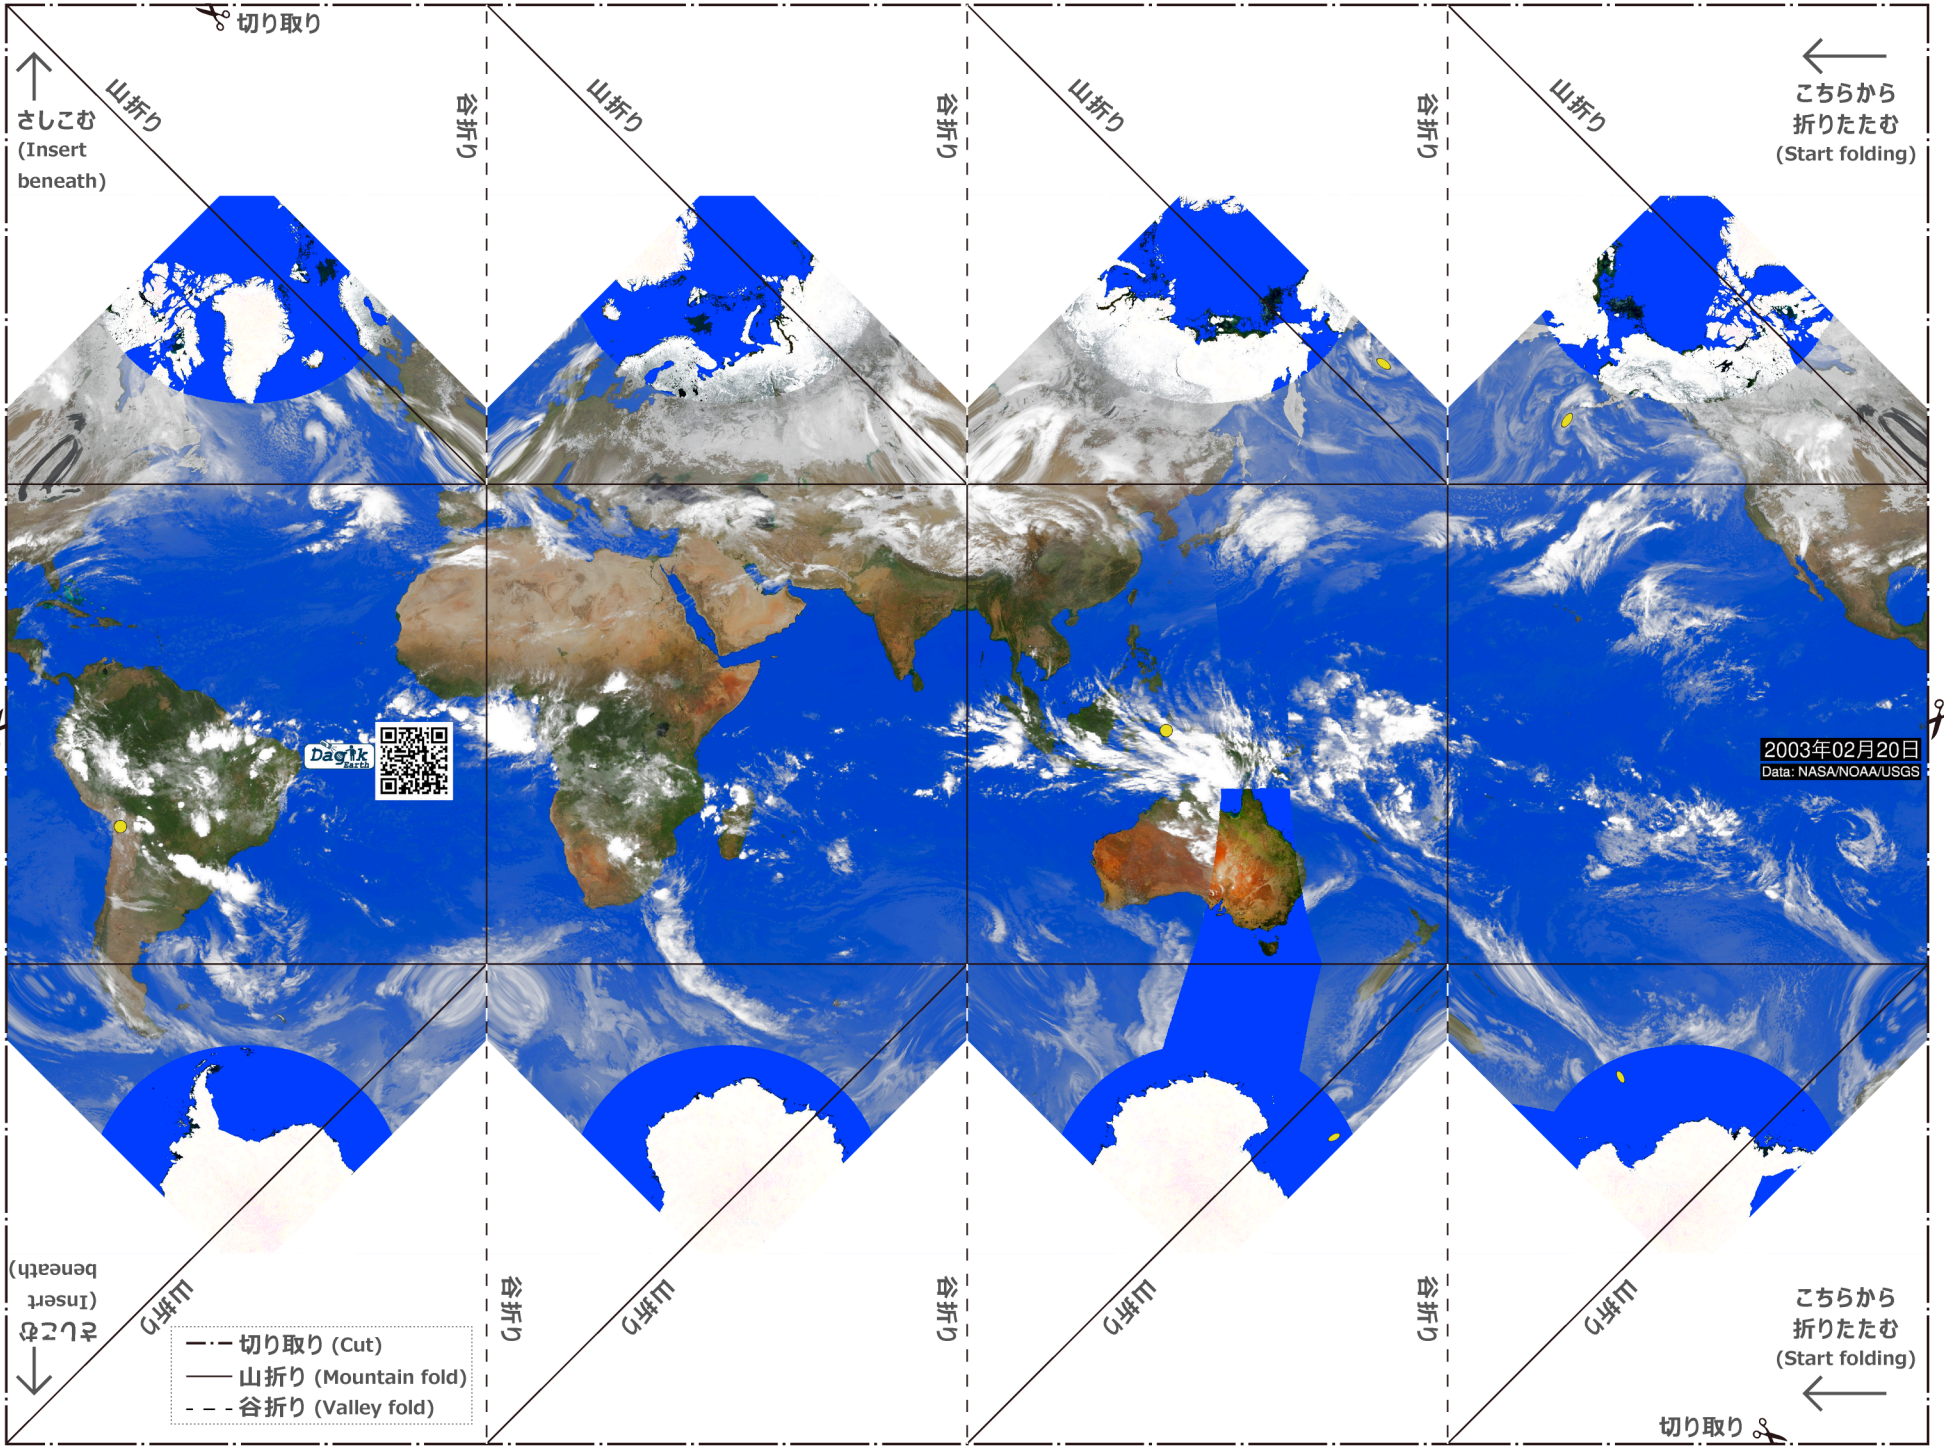 切り取り
山折り
谷折り
山折り
谷折り
山折り
谷折り
山折り
さしこむ
(Insert
beneath)
こちらから
折りたたむ
(Start folding)
Dagik
Earth
2003年02月20日
Data: NASA/NOAA/USGS
さしこむ
(Insert
beneath)
山折り
谷折り
山折り
谷折り
山折り
谷折り
山折り
こちらから
折りたたむ
(Start folding)
切り取り (Cut)
山折り (Mountain fold)
谷折り (Valley fold)
切り取り